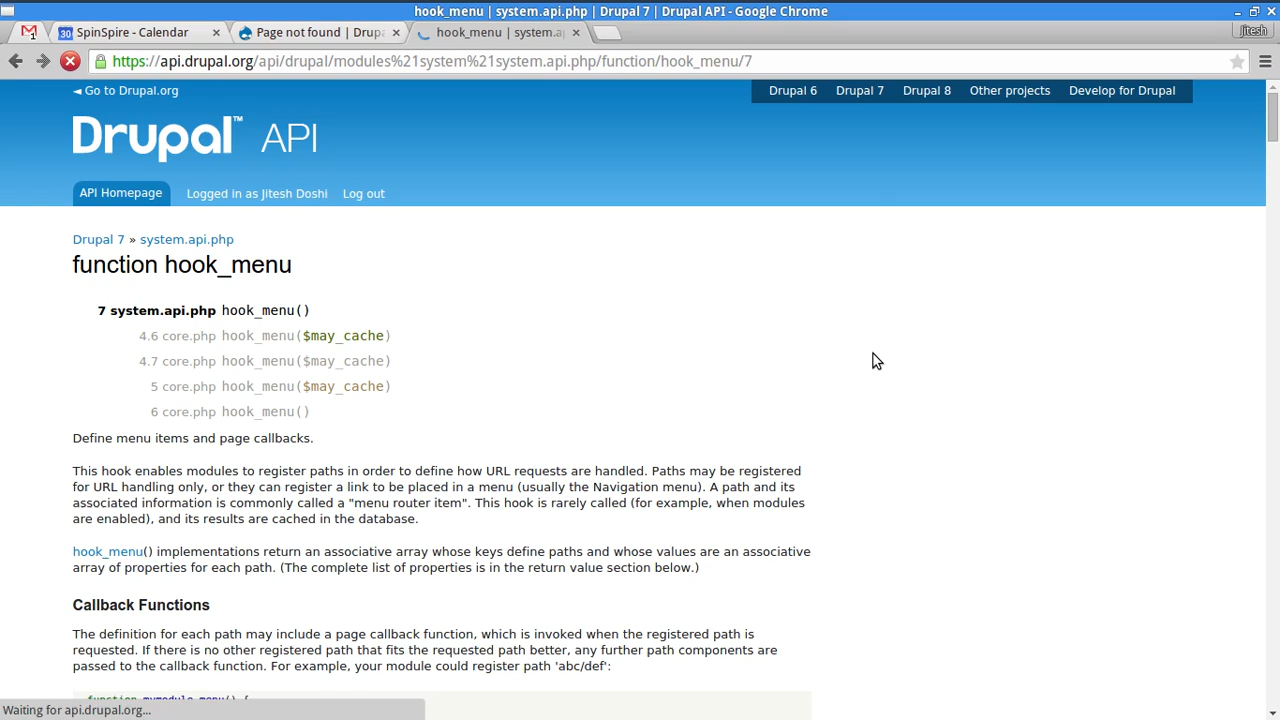 hook_menu | system.api.php | Drupal 7 | Drupal API - Google Chrome
1
30 SpinSpire - Calendar
Page not found | Drupa
hook_menu | system.ap
Jitesh
https://api.drupal.org/api/drupal/modules%21system%21system.api.php/function/hook_menu/7
◄ Go to Drupal.org
Drupal 6
Drupal 7
Drupal 8
Other projects
Develop for Drupal
Drupal™ API
API Homepage
Logged in as Jitesh Doshi
Log out
Drupal 7 » system.api.php
function hook_menu
7 system.api.php hook_menu()
4.6 core.php hook_menu($may_cache)
4.7 core.php hook_menu($may_cache)
5 core.php hook_menu($may_cache)
6 core.php hook_menu()
Define menu items and page callbacks.
This hook enables modules to register paths in order to define how URL requests are handled. Paths may be registered
for URL handling only, or they can register a link to be placed in a menu (usually the Navigation menu). A path and its
associated information is commonly called a "menu router item". This hook is rarely called (for example, when modules
are enabled), and its results are cached in the database.
hook_menu() implementations return an associative array whose keys define paths and whose values are an associative
array of properties for each path. (The complete list of properties is in the return value section below.)
Callback Functions
The definition for each path may include a page callback function, which is invoked when the registered path is
requested. If there is no other registered path that fits the requested path better, any further path components are
passed to the callback function. For example, your module could register path 'abc/def':
function mymodule_menu() {
Waiting for api.drupal.org...